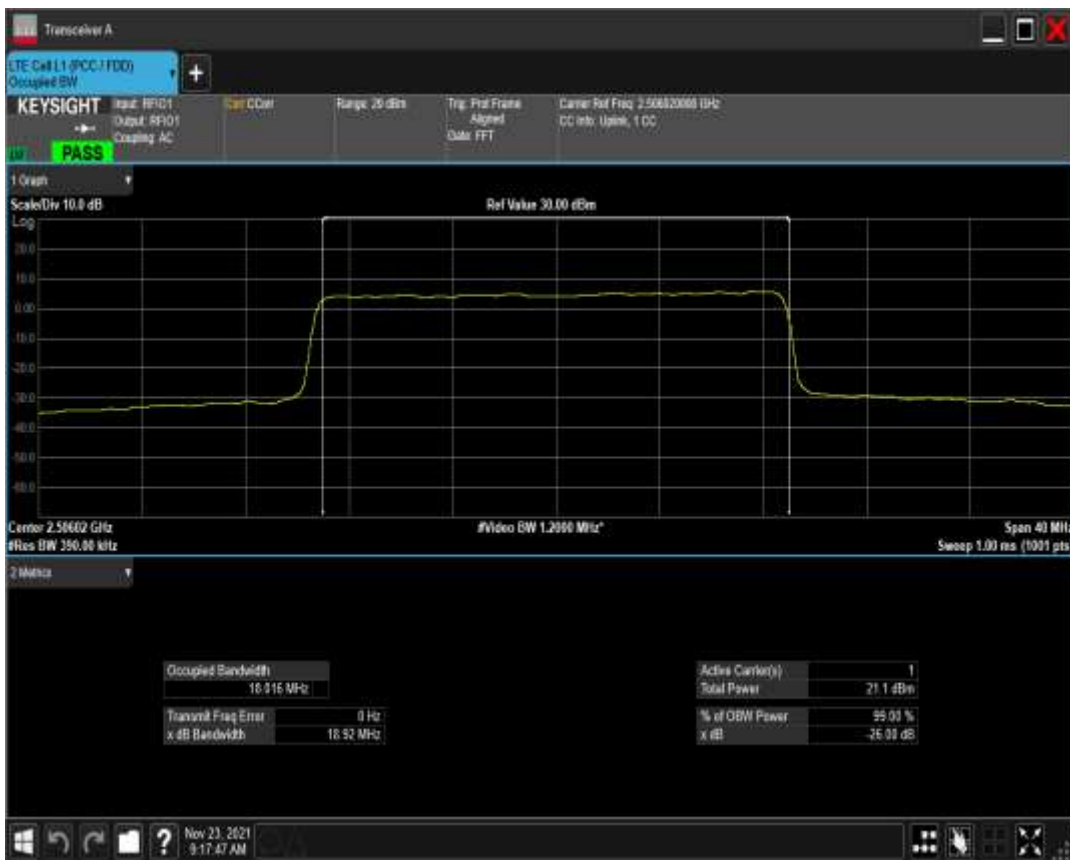 Transceiver A
LTE Cell L1 (PCC / FDD)
Occupied BW
+
KEYSIGHT
PASS
Input: RFIO1
Output: RFIO1
Coupling: AC
Corr CCorr
Range: 20 dBm
Trig: Prd Frame
Aligned
Gate: FFT
Carrier Ref Freq: 2.506020000 GHz
CC Info: Uplink, 1 CC
1 Graph
Scale/Div 10.0 dB
Ref Value 30.00 dBm
Log
20.0
10.0
0.00
-10.0
-20.0
-30.0
-40.0
-50.0
-60.0
Center 2.50602 GHz
#Video BW 1.2000 MHz*
Span 40 MHz
#Res BW 390.00 kHz
Sweep 1.00 ms (1001 pts
2 Metrics
Occupied Bandwidth
18.016 MHz
Transmit Freq Error 0 Hz
x dB Bandwidth 18.92 MHz
Active Carrier(s) 1
Total Power 21.1 dBm
% of OBW Power 99.00 %
x dB -26.00 dB
?
Nov 23, 2021
9:17:47 AM